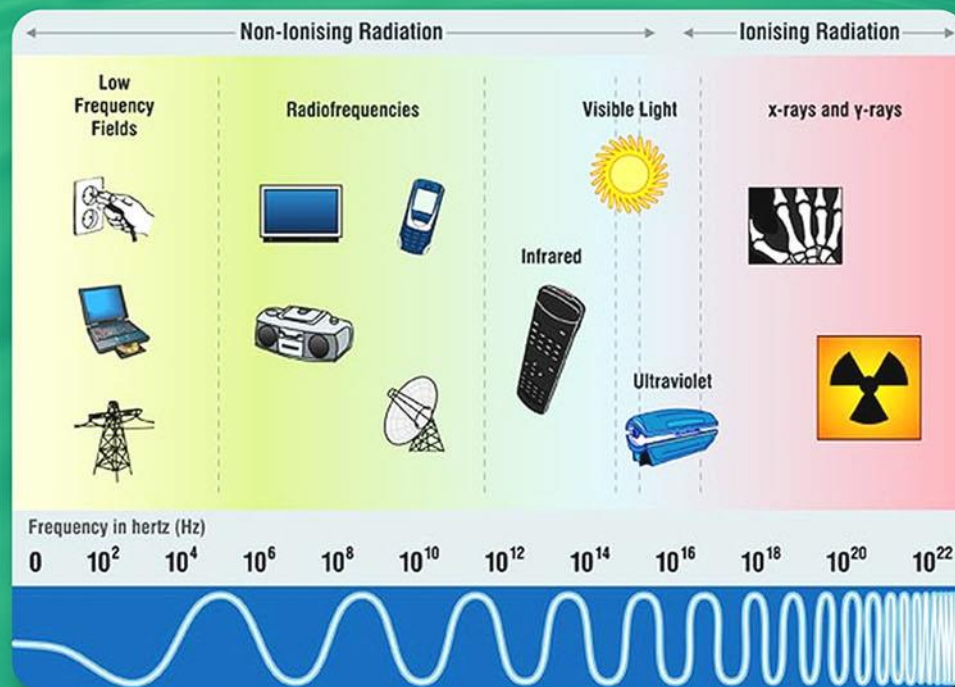 Non-Ionising Radiation
Ionising Radiation
Low
Frequency
Fields
Radiofrequencies
Visible Light
x-rays and γ-rays
Infrared
Ultraviolet
Frequency in hertz (Hz)
0 10² 10⁴ 10⁶ 10⁸ 10¹⁰ 10¹² 10¹⁴ 10¹⁶ 10¹⁸ 10²⁰ 10²²